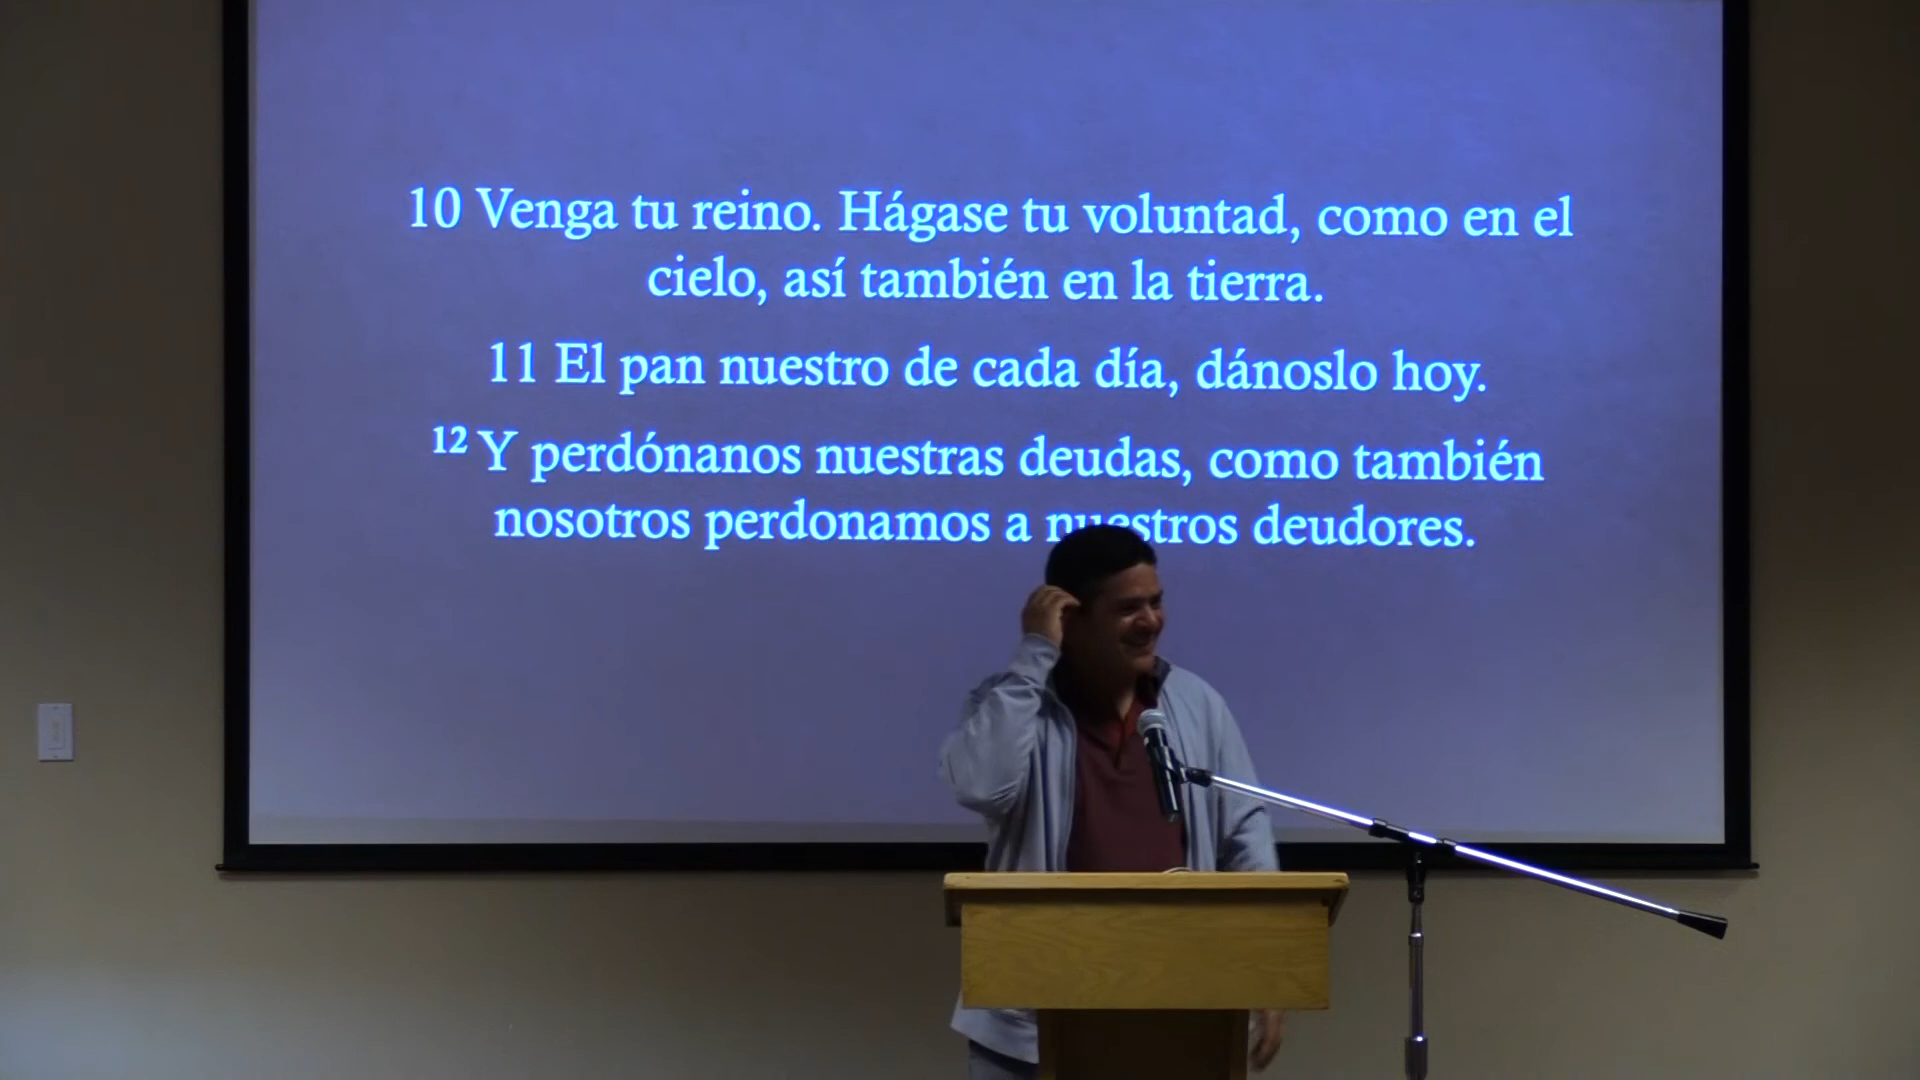 10 Venga tu reino. Hágase tu voluntad, como en el
cielo, así también en la tierra.
11 El pan nuestro de cada día, dánoslo hoy.
12 Y perdónanos nuestras deudas, como también
nosotros perdonamos a nuestros deudores.